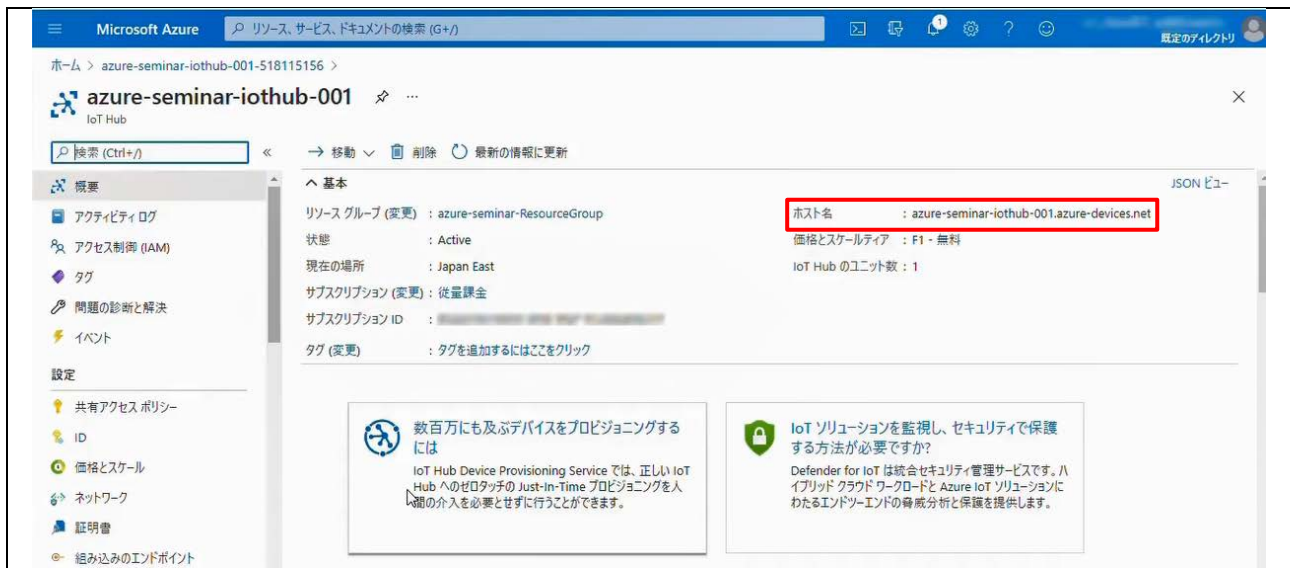 Microsoft Azure
リソース、サービス、ドキュメントの検索 (G+/)
1
既定のディレクトリ
ホーム > azure-seminar-iothub-001-518115156 >
azure-seminar-iothub-001
IoT Hub
検索 (Ctrl+/)
移動
削除
最新の情報に更新
概要
アクティビティ ログ
アクセス制御 (IAM)
タグ
問題の診断と解決
イベント
設定
共有アクセス ポリシー
ID
価格とスケール
ネットワーク
証明書
組み込みのエンドポイント
基本
JSON ビュー
リソース グループ (変更) : azure-seminar-ResourceGroup
状態 : Active
現在の場所 : Japan East
サブスクリプション (変更) : 従量課金
サブスクリプション ID :
タグ (変更) : タグを追加するにはここをクリック
ホスト名 : azure-seminar-iothub-001.azure-devices.net
価格とスケールティア : F1 - 無料
IoT Hub のユニット数 : 1
数百万にも及ぶデバイスをプロビジョニングする
には
IoT Hub Device Provisioning Service では、正しい IoT
Hub へのゼロタッチの Just-In-Time プロビジョニングを人
間の介入を必要とせずに行うことができます。
IoT ソリューションを監視し、セキュリティで保護
する方法が必要ですか?
Defender for IoT は統合セキュリティ管理サービスです。ハ
イブリッド クラウド ワークロードと Azure IoT ソリューションに
わたるエンドツーエンドの脅威分析と保護を提供します。